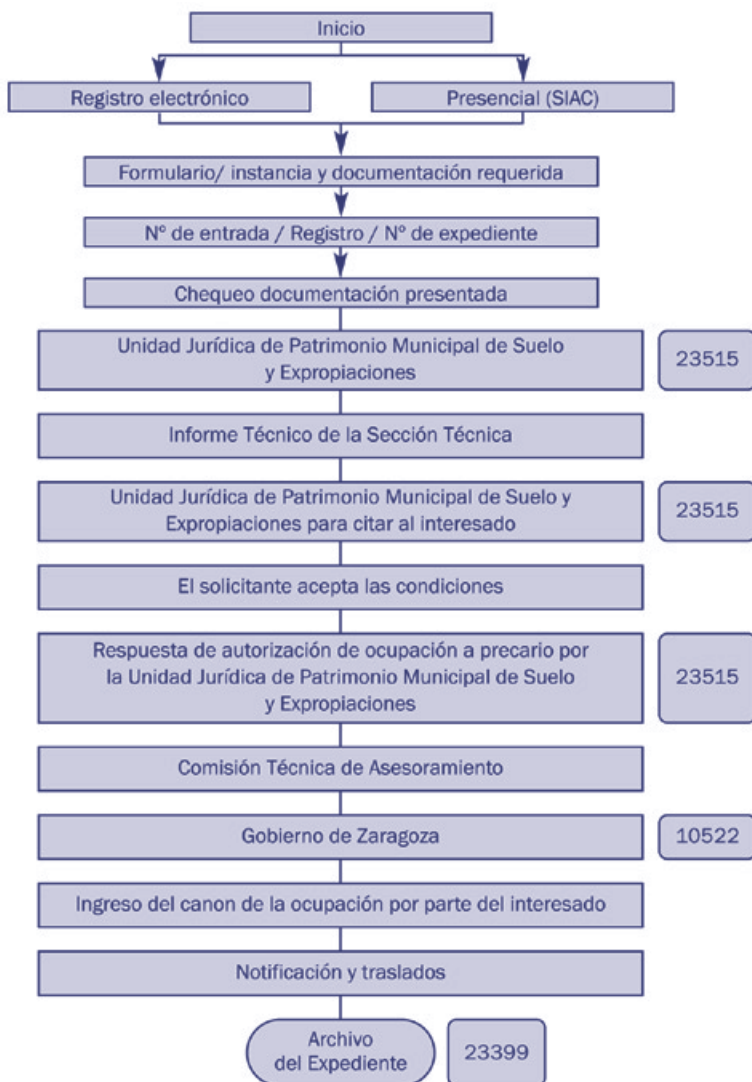 Inicio
Registro electrónico
Presencial (SIAC)
Formulario/ instancia y documentación requerida
Nº de entrada / Registro / Nº de expediente
Chequeo documentación presentada
Unidad Jurídica de Patrimonio Municipal de Suelo
y Expropiaciones
23515
Informe Técnico de la Sección Técnica
Unidad Jurídica de Patrimonio Municipal de Suelo y
Expropiaciones para citar al interesado
23515
El solicitante acepta las condiciones
Respuesta de autorización de ocupación a precario por
la Unidad Jurídica de Patrimonio Municipal de Suelo
y Expropiaciones
23515
Comisión Técnica de Asesoramiento
Gobierno de Zaragoza
10522
Ingreso del canon de la ocupación por parte del interesado
Notificación y traslados
Archivo
del Expediente
23399